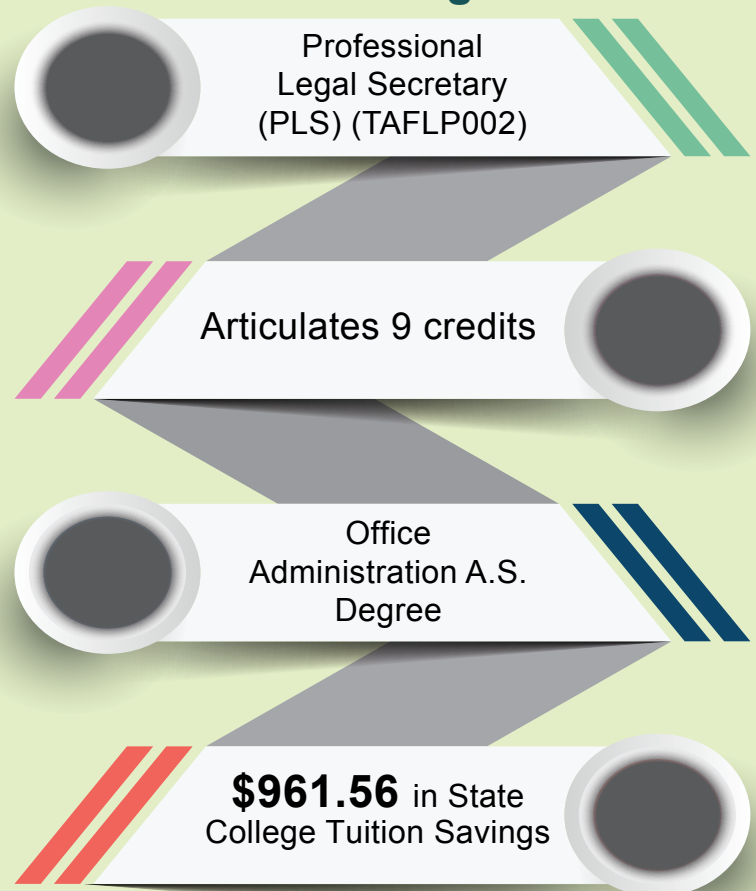 Professional
Legal Secretary
(PLS) (TAFLP002)
Articulates 9 credits
Office
Administration A.S.
Degree
$961.56 in State
College Tuition Savings